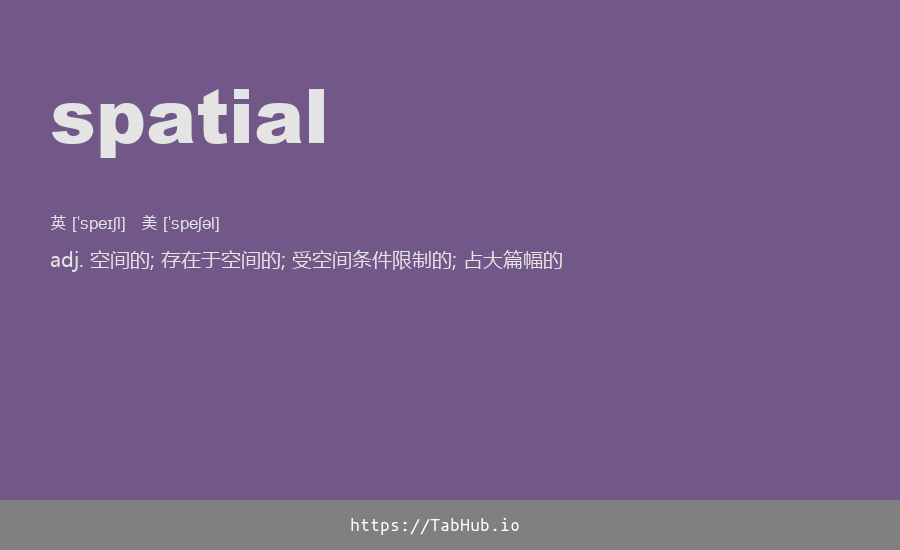 spatial
英 [ˈspeɪʃl] 美 [ˈspeʃəl]
adj. 空间的; 存在于空间的; 受空间条件限制的; 占大篇幅的
https://TabHub.io